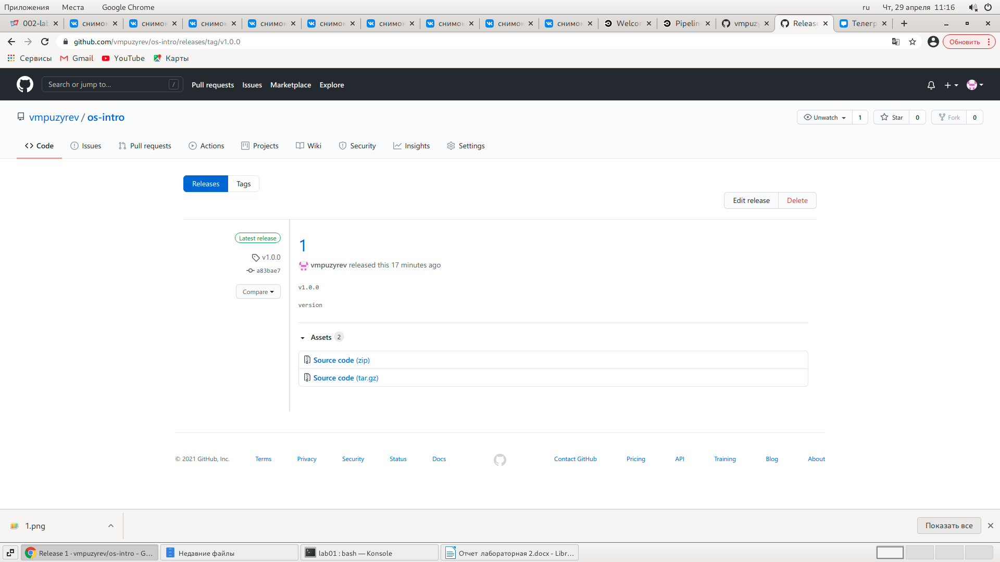 Приложения Места Google Chrome ru Чт, 29 апреля 11:16
002-lab снимок снимок снимок снимок снимок снимок снимок снимок снимок Welcom Pipelin vmpuzy Release Телегр
github.com/vmpuzyrev/os-intro/releases/tag/v1.0.0 Обновить
Сервисы Gmail YouTube Карты
Search or jump to... / Pull requests Issues Marketplace Explore
vmpuzyrev / os-intro Unwatch 1 Star 0 Fork 0
Code Issues Pull requests Actions Projects Wiki Security Insights Settings
Releases Tags
Edit release Delete
Latest release
1
v1.0.0
vmpuzyrev released this 17 minutes ago
a83bae7
v1.0.0
Compare
version
Assets 2
Source code (zip)
Source code (tar.gz)
© 2021 GitHub, Inc. Terms Privacy Security Status Docs Contact GitHub Pricing API Training Blog About
1.png Показать все
Release 1 · vmpuzyrev/os-intro - G... Недавние файлы lab01 : bash — Konsole Отчет лабораторная 2.docx - Libr...